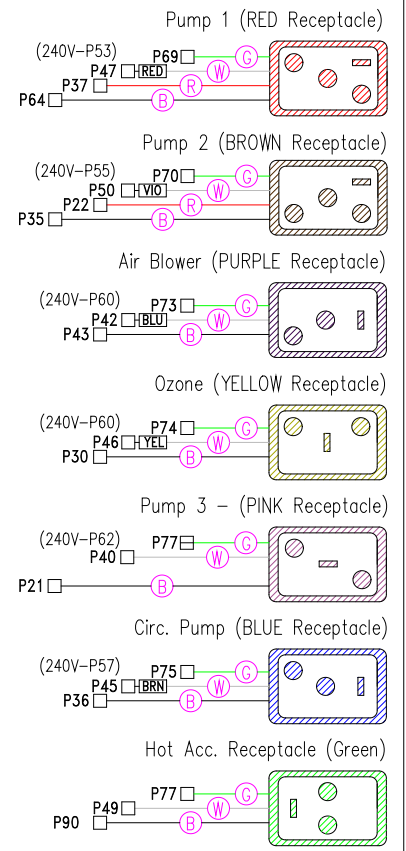 Pump 1 (RED Receptacle)
(240V-P53)
P69 G
P47 RED W
P37 R
P64 B
Pump 2 (BROWN Receptacle)
(240V-P55)
P70 G
P50 VIO W
P22 R
P35 B
Air Blower (PURPLE Receptacle)
(240V-P60)
P73 G
P42 BLU W
P43 B
Ozone (YELLOW Receptacle)
(240V-P60)
P74 G
P46 YEL W
P30 B
Pump 3 - (PINK Receptacle)
(240V-P62)
P77 G
P40 W
P21 B
Circ. Pump (BLUE Receptacle)
(240V-P57)
P75 G
P45 BRN W
P36 B
Hot Acc. Receptacle (Green)
P77 G
P49 W
P90 B